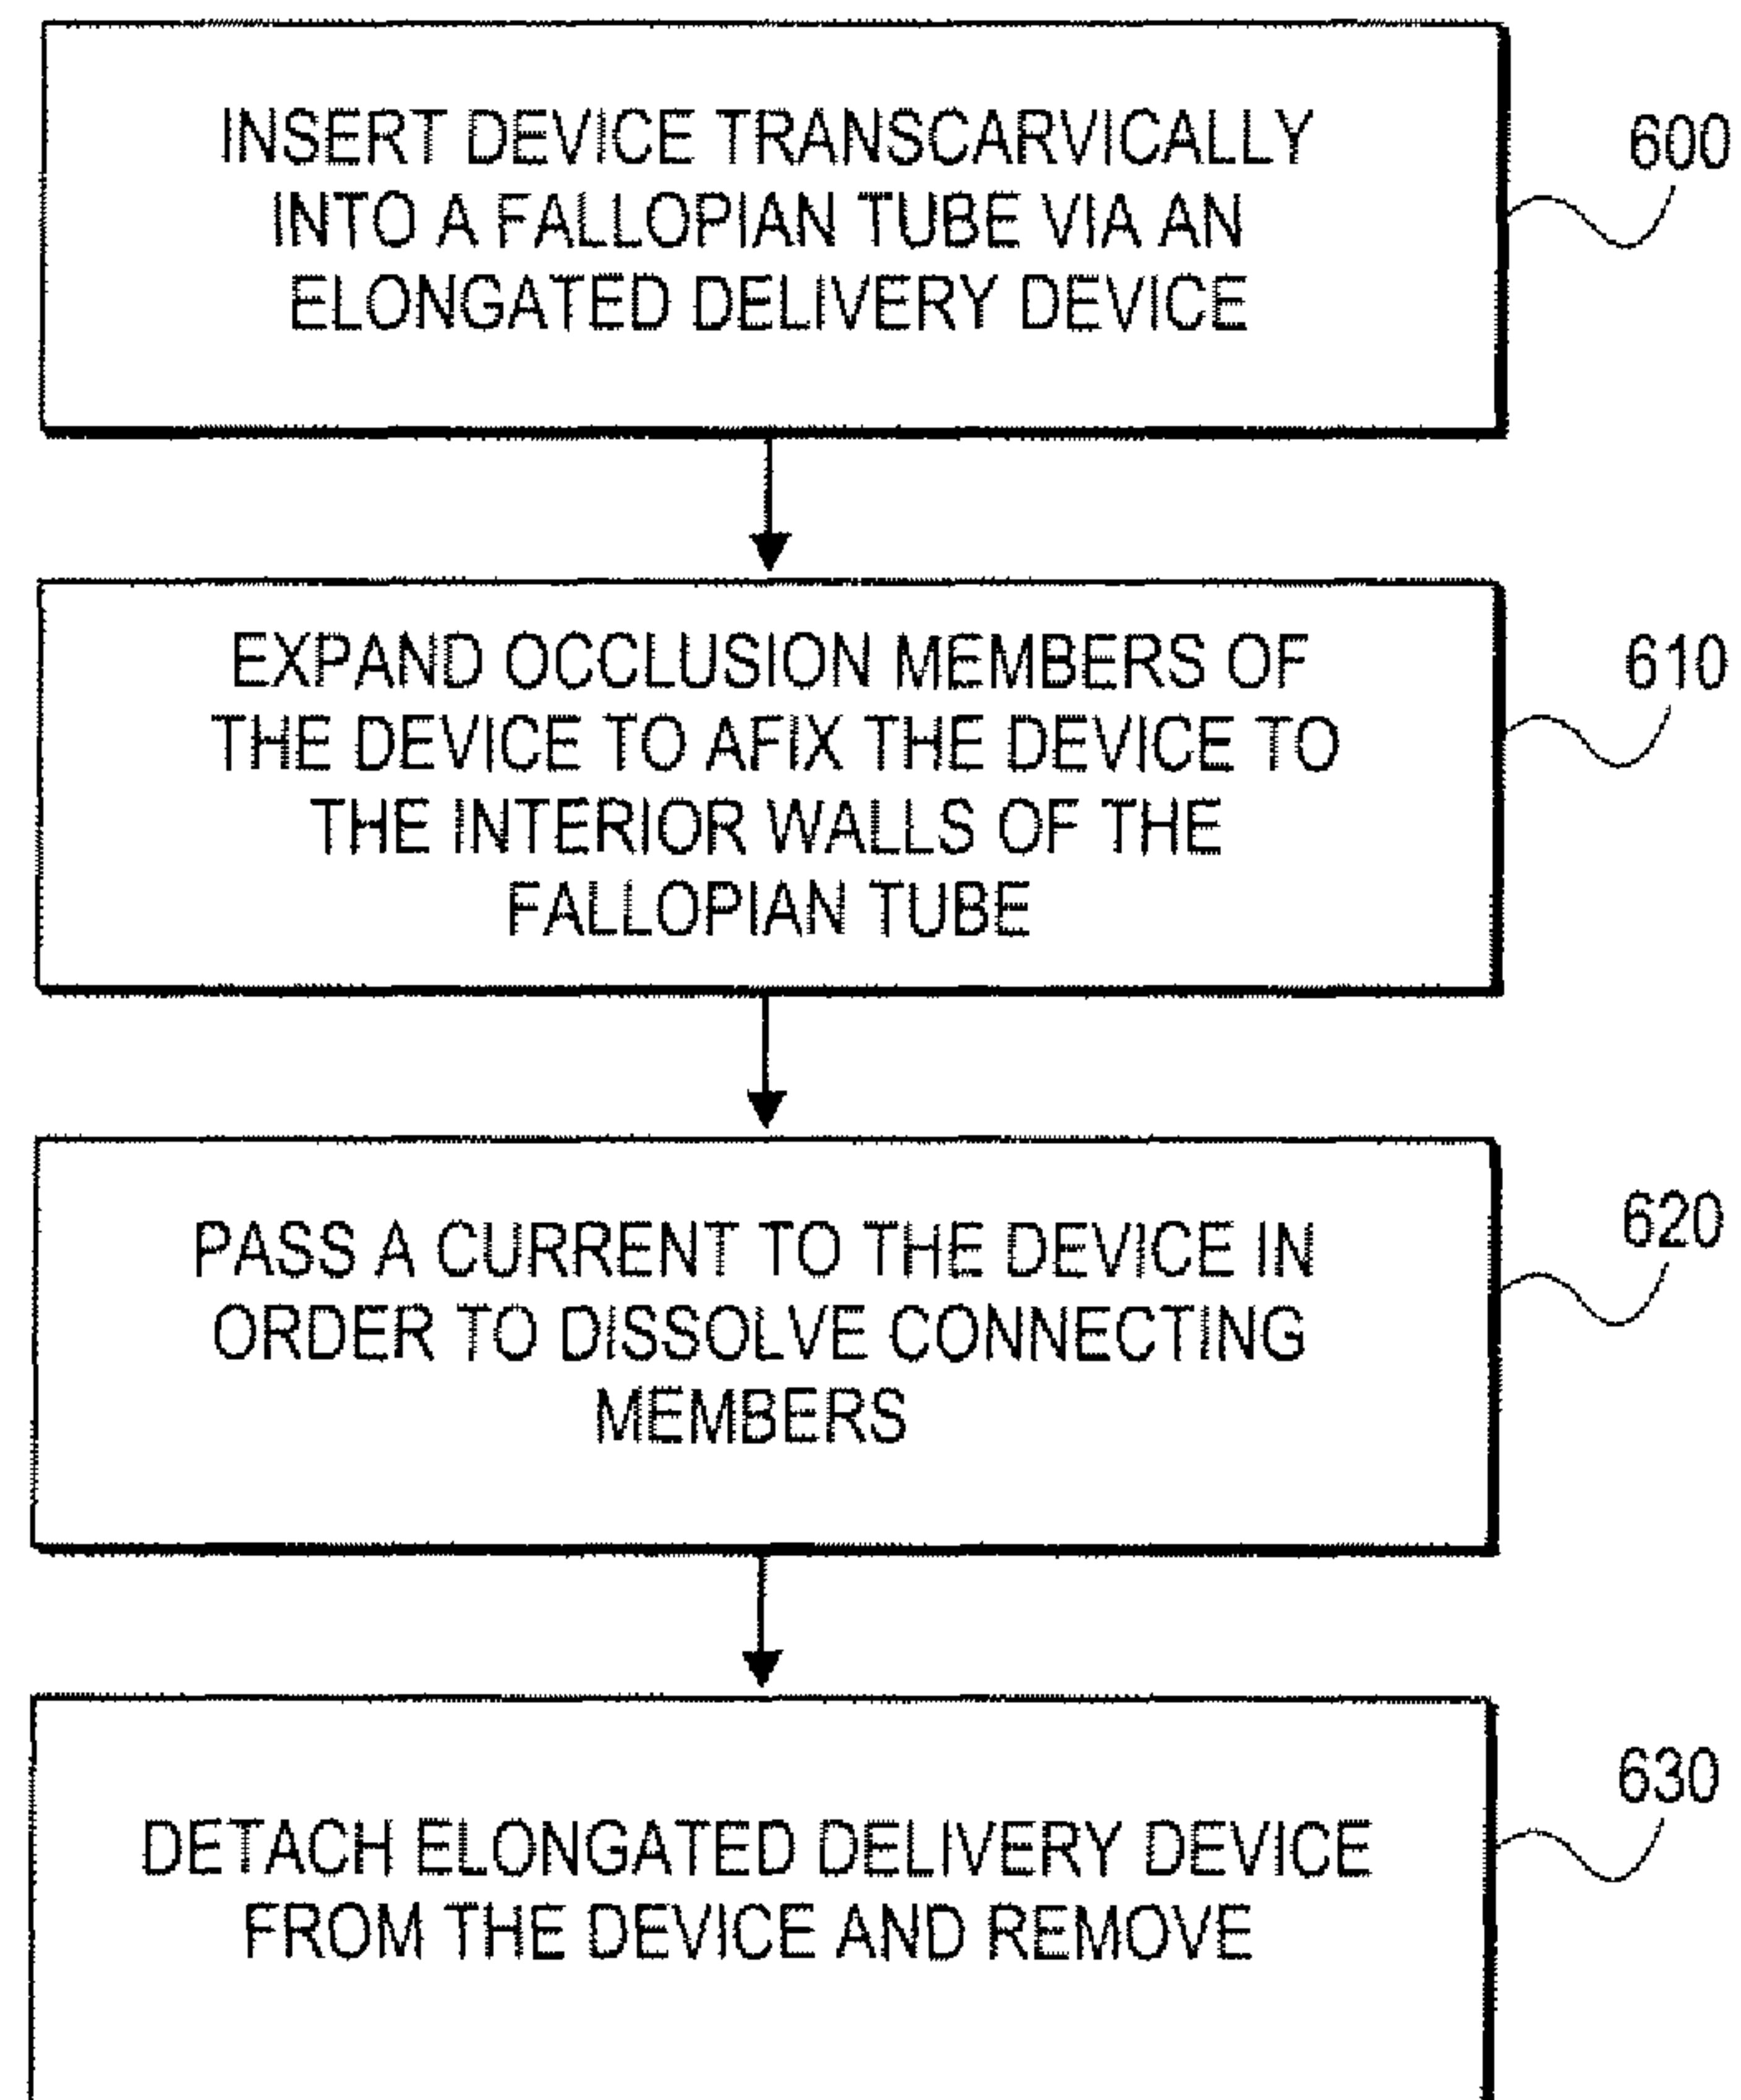 INSERT DEVICE TRANSCARVICALLY
INTO A FALLOPIAN TUBE VIA AN
ELONGATED DELIVERY DEVICE
600
EXPAND OCCLUSION MEMBERS OF
THE DEVICE TO AFIX THE DEVICE TO
THE INTERIOR WALLS OF THE
FALLOPIAN TUBE
610
PASS A CURRENT TO THE DEVICE IN
ORDER TO DISSOLVE CONNECTING
MEMBERS
620
DETACH ELONGATED DELIVERY DEVICE
FROM THE DEVICE AND REMOVE
630